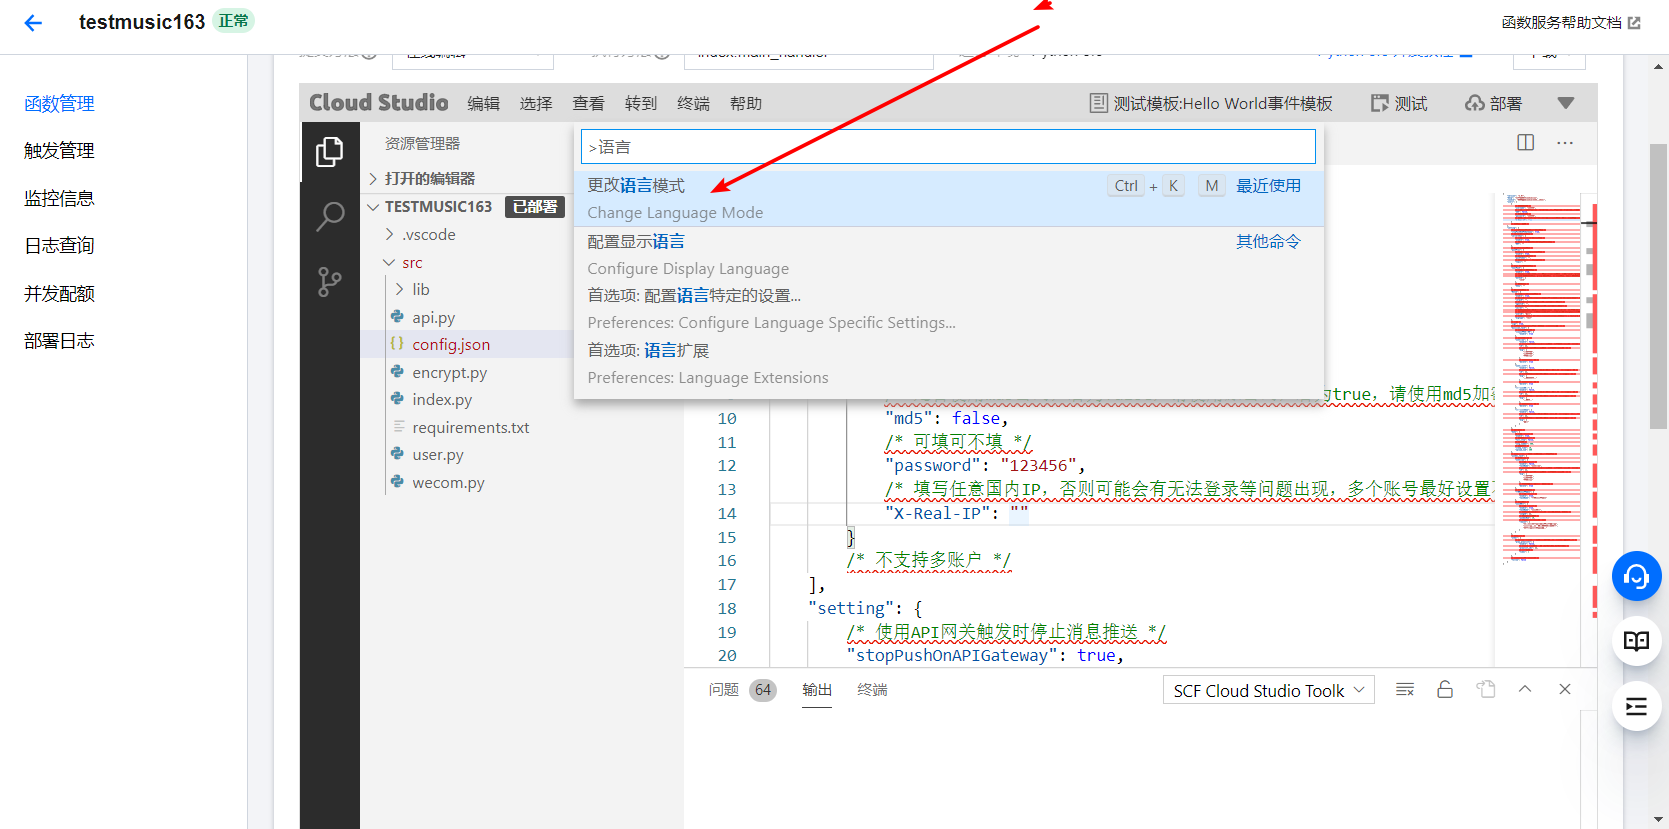 testmusic163 正常
函数服务帮助文档
函数管理
触发管理
监控信息
日志查询
并发配额
部署日志
Cloud Studio 编辑 选择 查看 转到 终端 帮助 测试模板:Hello World事件模板 测试 部署
资源管理器
打开的编辑器
TESTMUSIC163 已部署
.vscode
src
lib
api.py
config.json
encrypt.py
index.py
requirements.txt
user.py
wecom.py
>语言
更改语言模式 Ctrl + K M 最近使用
Change Language Mode
配置显示语言 其他命令
Configure Display Language
首选项: 配置语言特定的设置...
Preferences: Configure Language Specific Settings...
首选项: 语言扩展
Preferences: Language Extensions
true，请使用md5加
10 "md5": false,
11 /* 可填可不填 */
12 "password": "123456",
13 /* 填写任意国内IP，否则可能会有无法登录等问题出现，多个账号最好设置
14 "X-Real-IP": ""
15 }
16 /* 不支持多账户 */
17 ],
18 "setting": {
19 /* 使用API网关触发时停止消息推送 */
20 "stopPushOnAPIGateway": true,
问题 64 输出 终端 SCF Cloud Studio Toolk